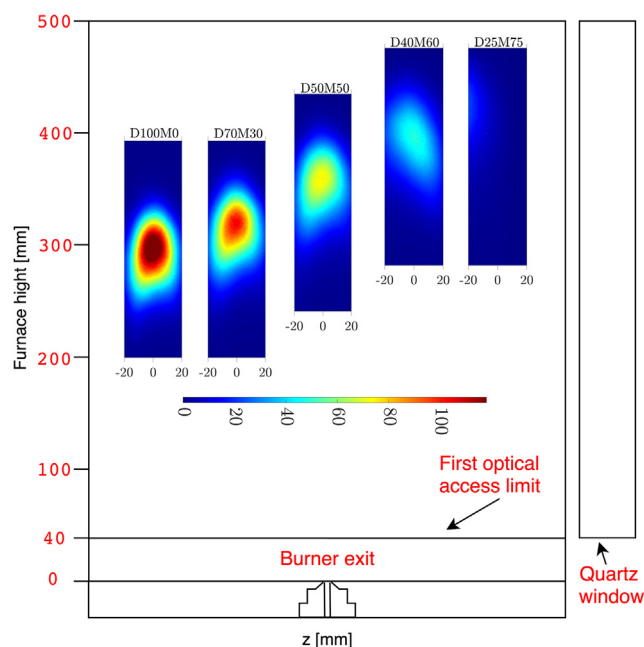 500
D40M60 D25M75
D50M50
400
D100M0 D70M30
300
-20 0 20 -20 0 20
-20 0 20
200
-20 0 20 -20 0 20
0 20 40 60 80 100
100
First optical
access limit
40
Burner exit
0
Quartz
window
z [mm]
Furnace hight [mm]